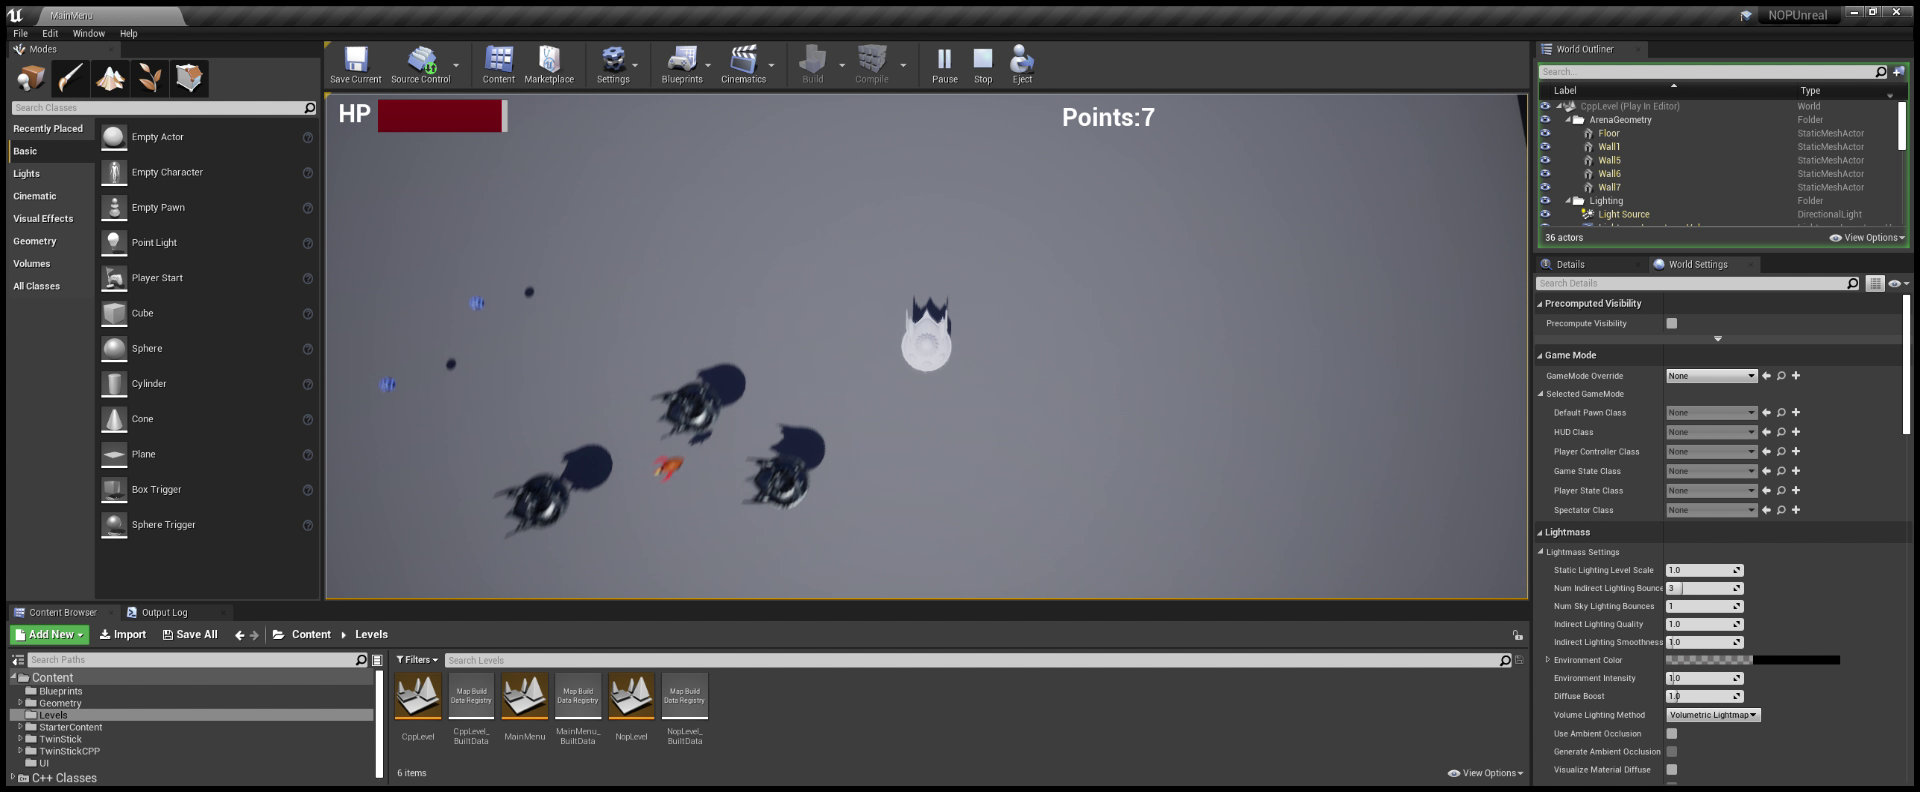 MainMenu
NOPUnreal
File Edit Window Help
Modes
Search Classes
Recently Placed
Basic
Lights
Cinematic
Visual Effects
Geometry
Volumes
All Classes
Empty Actor
Empty Character
Empty Pawn
Point Light
Player Start
Cube
Sphere
Cylinder
Cone
Plane
Box Trigger
Sphere Trigger
Save Current Source Control Content Marketplace Settings Blueprints Cinematics Build Compile Pause Stop Eject
HP
Points:7
World Outliner
Search...
Label Type
CppLevel (Play In Editor) World
ArenaGeometry Folder
Floor StaticMeshActor
Wall1 StaticMeshActor
Wall5 StaticMeshActor
Wall6 StaticMeshActor
Wall7 StaticMeshActor
Lighting Folder
Light Source DirectionalLight
36 actors View Options
Details World Settings
Search Details
Precomputed Visibility
Precompute Visibility
Game Mode
GameMode Override None
Selected GameMode
Default Pawn Class None
HUD Class None
Player Controller Class None
Game State Class None
Player State Class None
Spectator Class None
Lightmass
Lightmass Settings
Static Lighting Level Scale 1.0
Num Indirect Lighting Bounce 3
Num Sky Lighting Bounces 1
Indirect Lighting Quality 1.0
Indirect Lighting Smoothness 1.0
Environment Color
Environment Intensity 1.0
Diffuse Boost 1.0
Volume Lighting Method Volumetric Lightmap
Use Ambient Occlusion
Generate Ambient Occlusion
Visualize Material Diffuse
Content Browser Output Log
Add New Import Save All Content Levels
Search Paths
Content
Blueprints
Geometry
Levels
StarterContent
TwinStick
TwinStickCPP
UI
C++ Classes
Filters Search Levels
Map Build
Data Registry
Map Build
Data Registry
Map Build
Data Registry
CppLevel
CppLevel_
BuiltData
MainMenu
MainMenu_
BuiltData
NopLevel
NopLevel_
BuiltData
6 items View Options